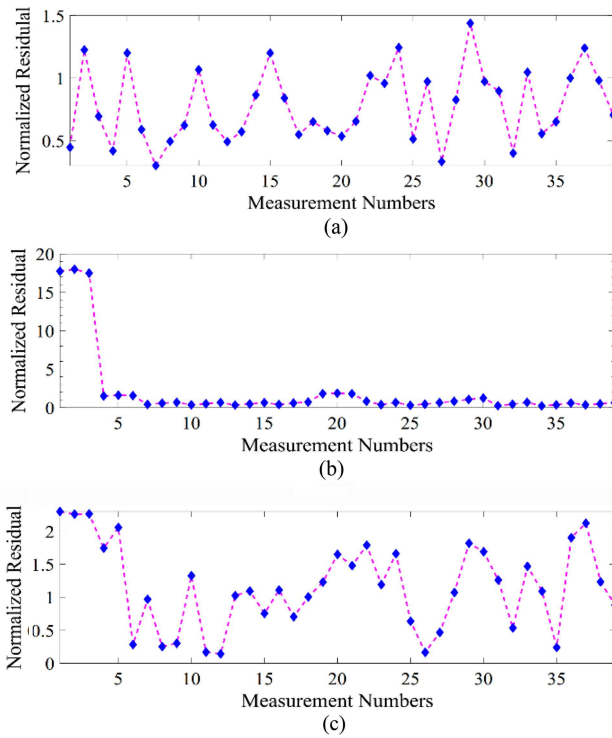 1.5
1
0.5
Normalized Residulal
5 10 15 20 25 30 35
Measurement Numbers
(a)
20
15
10
5
0
Normalized Residual
5 10 15 20 25 30 35
Measurement Numbers
(b)
2
1.5
1
0.5
0
Normalized Residual
5 10 15 20 25 30 35
Measurement Numbers
(c)